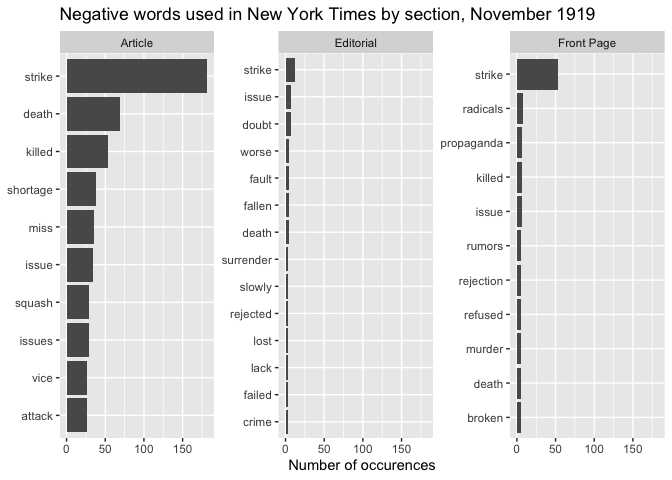 Negative words used in New York Times by section, November 1919
Article
strike
death
killed
shortage
miss
issue
squash
issues
vice
attack
0 50 100 150
Editorial
strike
issue
doubt
worse
fault
fallen
death
surrender
slowly
rejected
lost
lack
failed
crime
0 50 100 150
Front Page
strike
radicals
propaganda
killed
issue
rumors
rejection
refused
murder
death
broken
0 50 100 150
Number of occurences